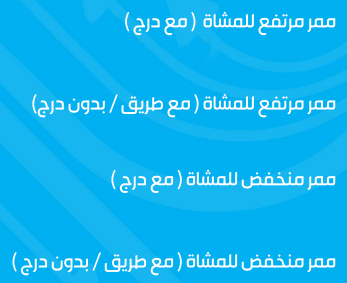 ممر مرتفع للمشاة ( مع درج )
ممر مرتفع للمشاة ( مع طريق / بدون درج)
ممر منخفض للمشاة ( مع درج )
ممر منخفض للمشاة ( مع طريق / بدون درج )